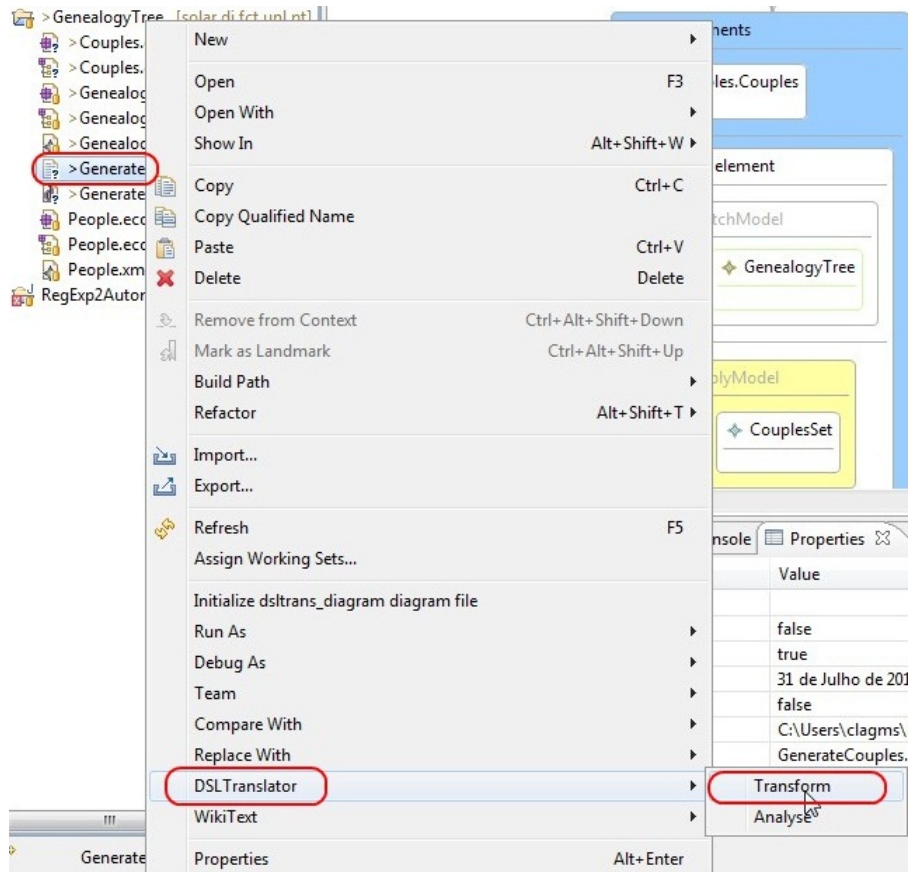 >GenealogyTree [solar.di.fct.unl.pt]
>Couples.
>Couples.
>Genealog
>Genealog
>Genealog
>Generate
>Generate
People.ecc
People.ecc
People.xm
RegExp2Autor
New
Open F3
Open With
Show In Alt+Shift+W
Copy Ctrl+C
Copy Qualified Name
Paste Ctrl+V
Delete Delete
Remove from Context Ctrl+Alt+Shift+Down
Mark as Landmark Ctrl+Alt+Shift+Up
Build Path
Refactor Alt+Shift+T
Import...
Export...
Refresh F5
Assign Working Sets...
Initialize dsltrans_diagram diagram file
Run As
Debug As
Team
Compare With
Replace With
DSLTranslator
WikiText
Properties Alt+Enter
Transform
Analyse
nents
les.Couples
element
tchModel
GenealogyTree
plyModel
CouplesSet
nsole Properties
Value
false
true
31 de Julho de 201
false
C:\Users\clagms\
GenerateCouples.
Generate